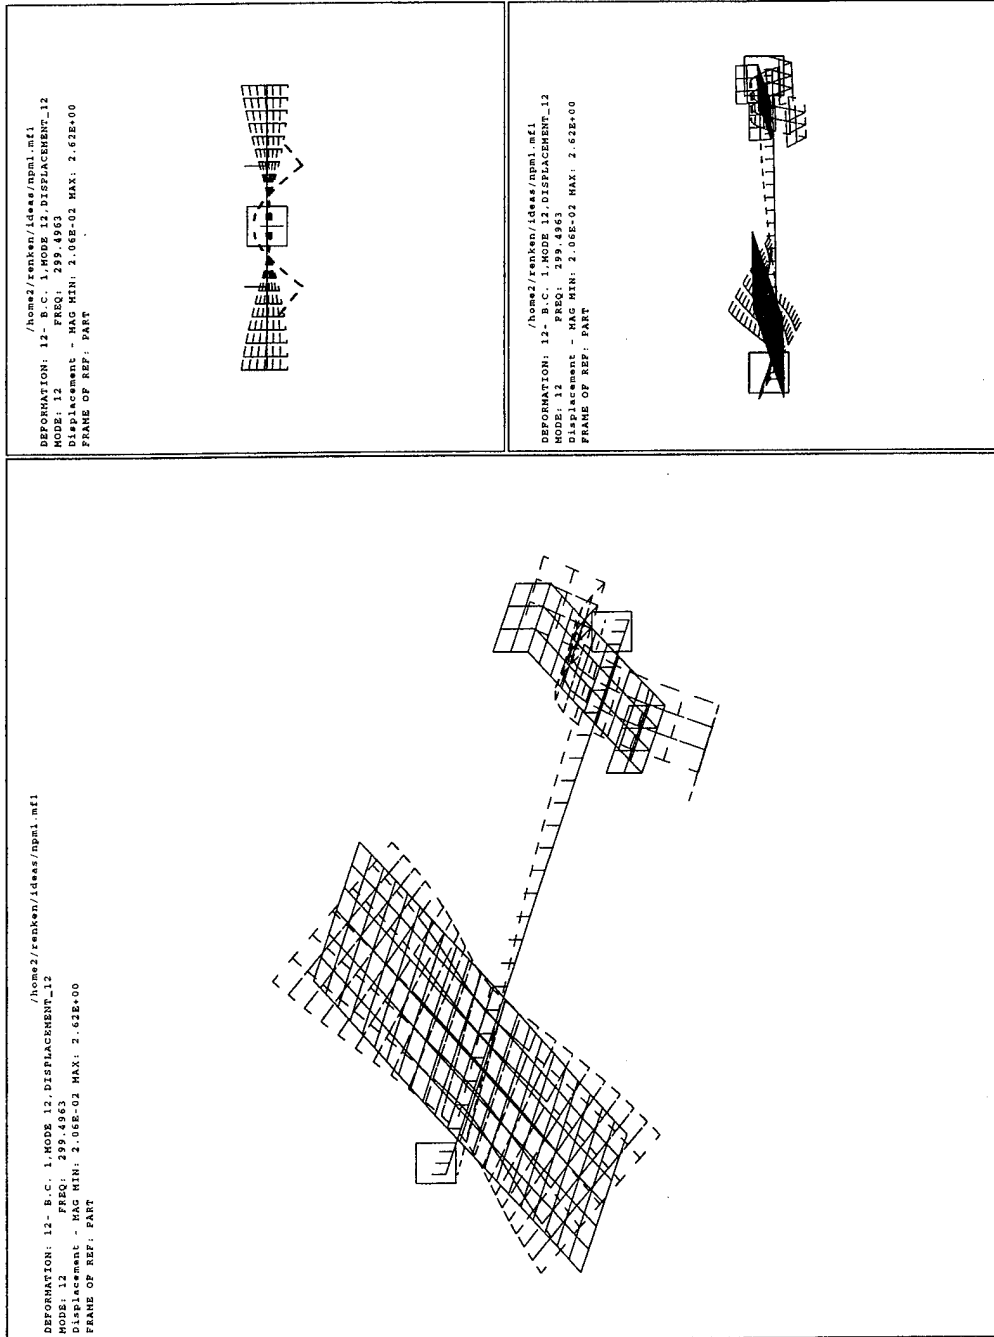 /home2/renken/ideas/npm1.mf1
DEFORMATION: 12- B.C. 1,MODE 12,DISPLACEMENT_12
MODE: 12 FREQ: 299.4963
Displacement - MAG MIN: 2.06E-02 MAX: 2.62E+00
FRAME OF REF: PART
/home2/renken/ideas/npm1.mf1
DEFORMATION: 12- B.C. 1,MODE 12,DISPLACEMENT_12
MODE: 12 FREQ: 299.4963
Displacement - MAG MIN: 2.06E-02 MAX: 2.62E+00
FRAME OF REF: PART
/home2/renken/ideas/npm1.mf1
DEFORMATION: 12- B.C. 1,MODE 12,DISPLACEMENT_12
MODE: 12 FREQ: 299.4963
Displacement - MAG MIN: 2.06E-02 MAX: 2.62E+00
FRAME OF REF: PART